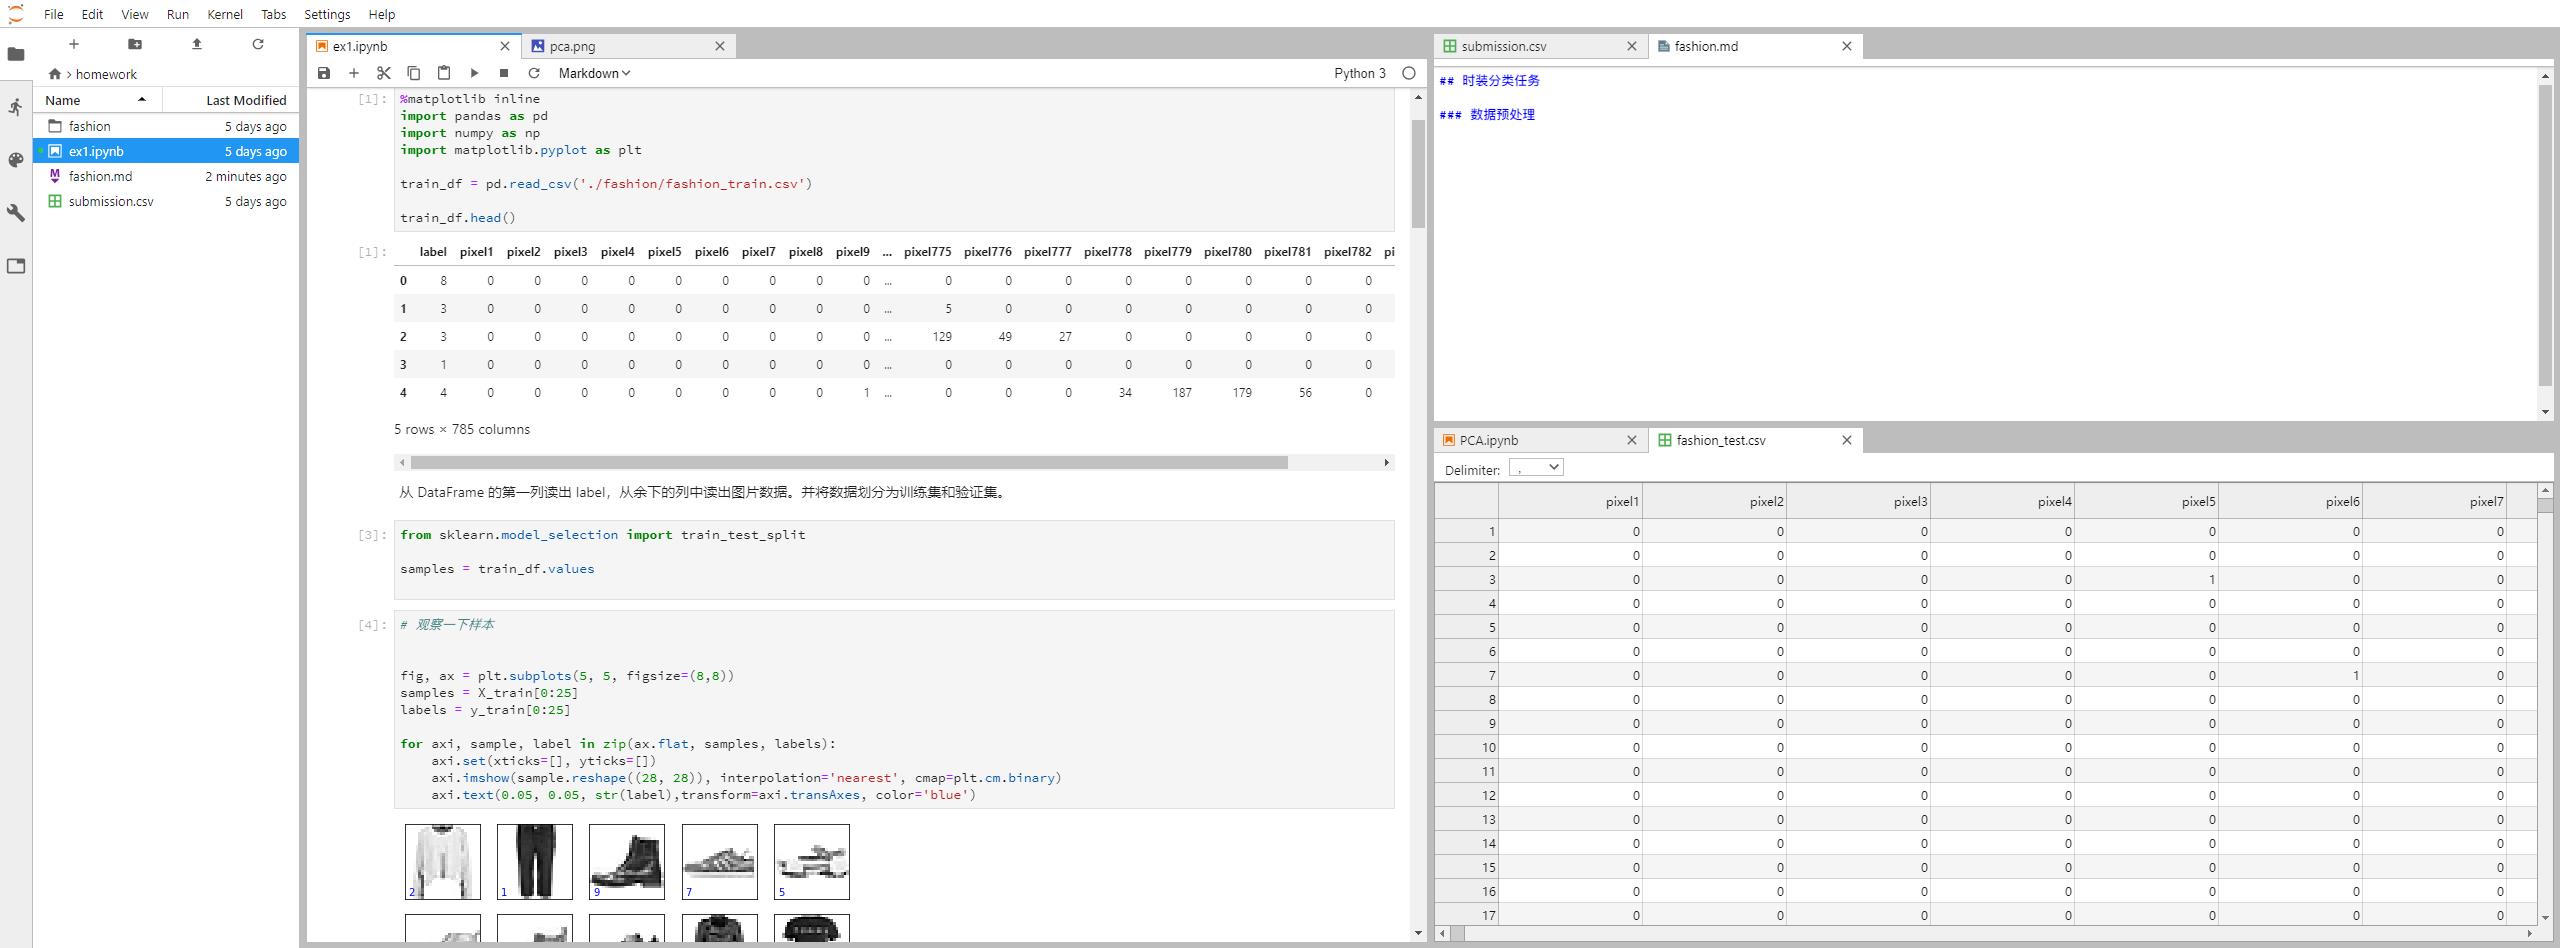 File Edit View Run Kernel Tabs Settings Help
homework
Name Last Modified
fashion 5 days ago
ex1.ipynb 5 days ago
fashion.md 2 minutes ago
submission.csv 5 days ago
ex1.ipynb pca.png
Markdown Python 3
[1]: %matplotlib inline
import pandas as pd
import numpy as np
import matplotlib.pyplot as plt
train_df = pd.read_csv('./fashion/fashion_train.csv')
train_df.head()
[1]: label pixel1 pixel2 pixel3 pixel4 pixel5 pixel6 pixel7 pixel8 pixel9 ... pixel775 pixel776 pixel777 pixel778 pixel779 pixel780 pixel781 pixel782 pi
0 8 0 0 0 0 0 0 0 0 0 ... 0 0 0 0 0 0 0 0
1 3 0 0 0 0 0 0 0 0 0 ... 5 0 0 0 0 0 0 0
2 3 0 0 0 0 0 0 0 0 0 ... 129 49 27 0 0 0 0 0
3 1 0 0 0 0 0 0 0 0 0 ... 0 0 0 0 0 0 0 0
4 4 0 0 0 0 0 0 0 0 1 ... 0 0 0 34 187 179 56 0
5 rows × 785 columns
从 DataFrame 的第一列读出 label，从余下的列中读出图片数据。并将数据划分为训练集和验证集。
[3]: from sklearn.model_selection import train_test_split
samples = train_df.values
[4]: # 观察一下样本
fig, ax = plt.subplots(5, 5, figsize=(8,8))
samples = X_train[0:25]
labels = y_train[0:25]
for axi, sample, label in zip(ax.flat, samples, labels):
axi.set(xticks=[], yticks=[])
axi.imshow(sample.reshape((28, 28)), interpolation='nearest', cmap=plt.cm.binary)
axi.text(0.05, 0.05, str(label),transform=axi.transAxes, color='blue')
2 1 9 7 5
submission.csv fashion.md
## 时装分类任务
### 数据预处理
PCA.ipynb fashion_test.csv
Delimiter: ,
pixel1 pixel2 pixel3 pixel4 pixel5 pixel6 pixel7
1 0 0 0 0 0 0 0
2 0 0 0 0 0 0 0
3 0 0 0 0 1 0 0
4 0 0 0 0 0 0 0
5 0 0 0 0 0 0 0
6 0 0 0 0 0 0 0
7 0 0 0 0 0 1 0
8 0 0 0 0 0 0 0
9 0 0 0 0 0 0 0
10 0 0 0 0 0 0 0
11 0 0 0 0 0 0 0
12 0 0 0 0 0 0 0
13 0 0 0 0 0 0 0
14 0 0 0 0 0 0 0
15 0 0 0 0 0 0 0
16 0 0 0 0 0 0 0
17 0 0 0 0 0 0 0